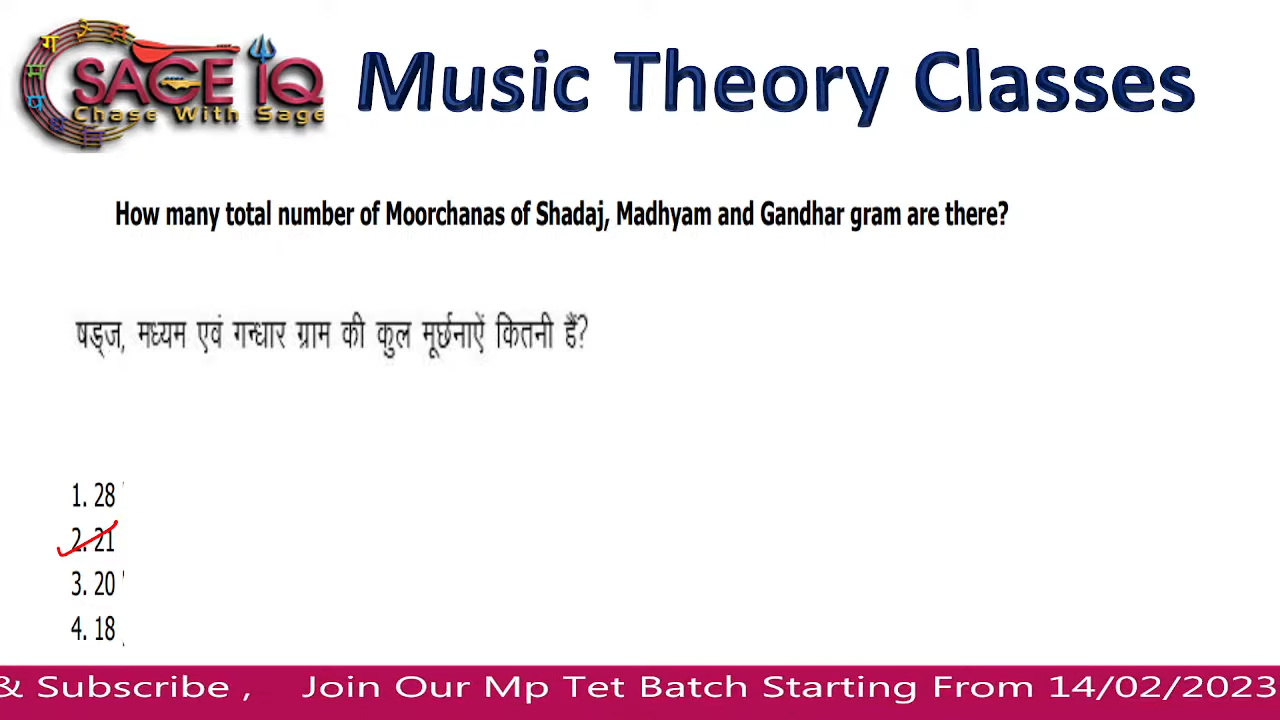 SAGE IQ
Chase With Sage
Music Theory Classes
How many total number of Moorchanas of Shadaj, Madhyam and Gandhar gram are there?
षड्ज, मध्यम एवं गन्धार ग्राम की कुल मूर्छनाऐं कितनी हैं?
1. 28
2. 21
3. 20
4. 18
& Subscribe , Join Our Mp Tet Batch Starting From 14/02/2023